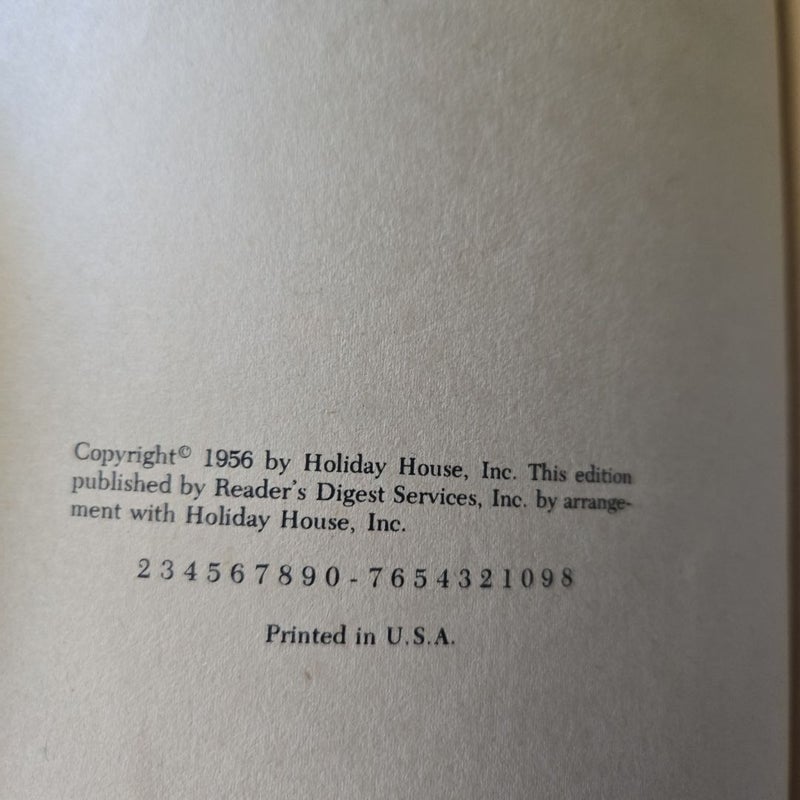 Copyright© 1956 by Holiday House, Inc. This edition
published by Reader's Digest Services, Inc. by arrange-
ment with Holiday House, Inc.
2 3 4 5 6 7 8 9 0 - 7 6 5 4 3 2 1 0 9 8
Printed in U.S.A.